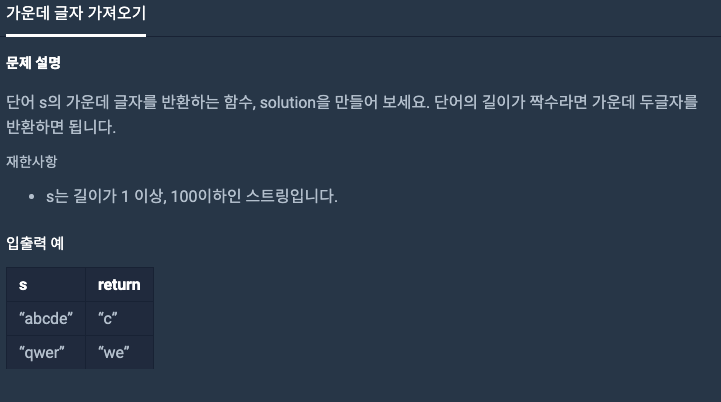 가운데 글자 가져오기
문제 설명
단어 s의 가운데 글자를 반환하는 함수, solution을 만들어 보세요. 단어의 길이가 짝수라면 가운데 두글자를
반환하면 됩니다.
재한사항
• s는 길이가 1 이상, 100이하인 스트링입니다.
입출력 예
s return
“abcde” “c”
“qwer” “we”